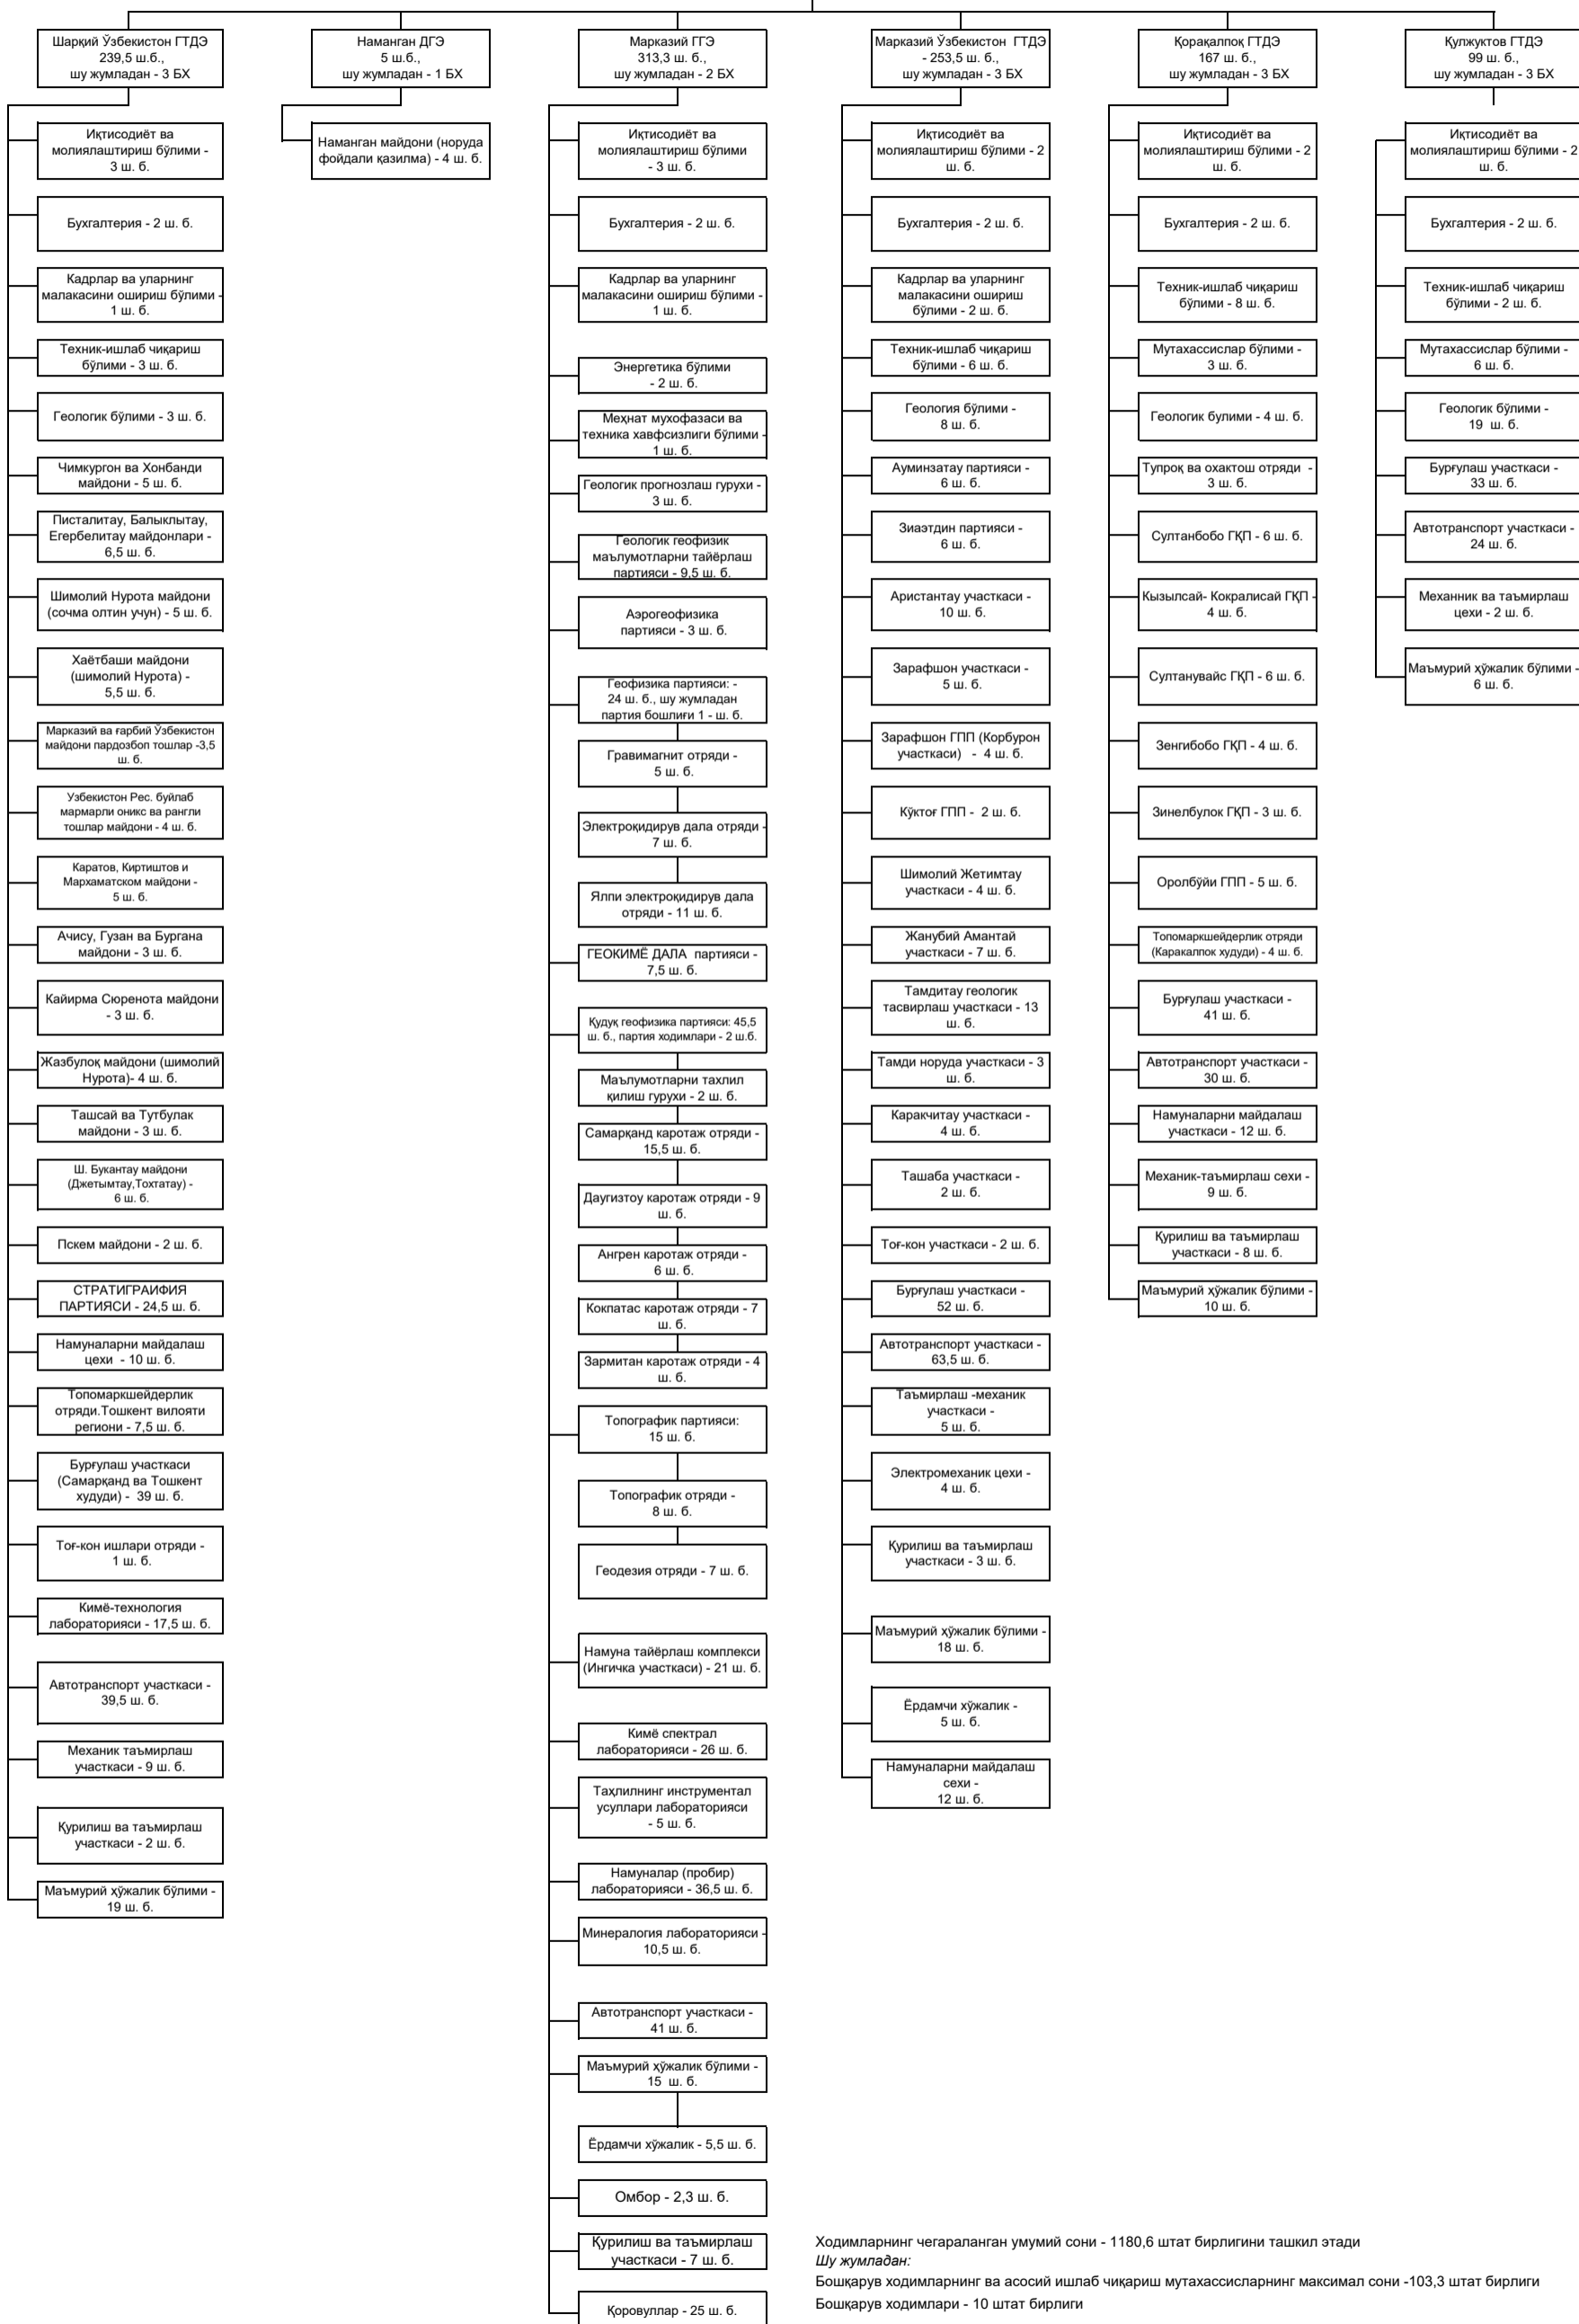 Шарқий Ўзбекистон ГТДЭ
239,5 ш.б.,
шу жумладан - 3 БХ
Иқтисодиёт ва
молиялаштириш бўлими -
3 ш. б.
Бухгалтерия - 2 ш. б.
Кадрлар ва уларнинг
малакасини ошириш бўлими -
1 ш. б.
Техник-ишлаб чиқариш
бўлими - 3 ш. б.
Геологик бўлими - 3 ш. б.
Чимкургон ва Хонбанди
майдони - 5 ш. б.
Писталитау, Балыклытау,
Егербелитау майдонлари -
6,5 ш. б.
Шимолий Нурота майдони
(сочма олтин учун) - 5 ш. б.
Хаётбаши майдони
(шимолий Нурота) -
5,5 ш. б.
Марказий ва ғарбий Ўзбекистон
майдони пардозбоп тошлар -3,5
ш. б.
Узбекистон Рес. буйлаб
мармарли оникс ва рангли
тошлар майдони - 4 ш. б.
Каратов, Киртиштов и
Мархаматском майдони -
5 ш. б.
Ачису, Гузан ва Бургана
майдони - 3 ш. б.
Кайирма Сюренота майдони
- 3 ш. б.
Жазбулоқ майдони (шимолий
Нурота)- 4 ш. б.
Ташсай ва Тутбулак
майдони - 3 ш. б.
Ш. Букантау майдони
(Джетымтау,Тохтатау) -
6 ш. б.
Пскем майдони - 2 ш. б.
СТРАТИГРАИФИЯ
ПАРТИЯСИ - 24,5 ш. б.
Намуналарни майдалаш
цехи  - 10 ш. б.
Топомаркшейдерлик
отряди.Тошкент вилояти
региони - 7,5 ш. б.
Бурғулаш участкаси
(Самарқанд ва Тошкент
худуди) -  39 ш. б.
Тоғ-кон ишлари отряди -
1 ш. б.
Кимё-технология
лабораторияси - 17,5 ш. б.
Автотранспорт участкаси -
39,5 ш. б.
Механик таъмирлаш
участкаси - 9 ш. б.
Қурилиш ва таъмирлаш
участкаси - 2 ш. б.
Маъмурий ҳўжалик бўлими -
19 ш. б.
Наманган ДГЭ
5 ш.б.,
шу жумладан - 1 БХ
Наманган майдони (норуда
фойдали қазилма) - 4 ш. б.
Марказий ГГЭ
313,3 ш. б.,
шу жумладан - 2 БХ
Иқтисодиёт ва
молиялаштириш бўлими
- 3 ш. б.
Бухгалтерия - 2 ш. б.
Кадрлар ва уларнинг
малакасини ошириш бўлими -
1 ш. б.
Энергетика бўлими
- 2 ш. б.
Меҳнат мухофазаси ва
техника хавфсизлиги бўлими -
1 ш. б.
Геологик прогнозлаш гурухи -
3 ш. б.
Геологик геофизик
маълумотларни тайёрлаш
партияси - 9,5 ш. б.
Аэрогеофизика
партияси - 3 ш. б.
Геофизика партияси: -
24 ш. б., шу жумладан
партия бошлиғи 1 - ш. б.
Гравимагнит отряди -
5 ш. б.
Электроқидирув дала отряди -
7 ш. б.
Ялпи электроқидирув дала
отряди - 11 ш. б.
ГЕОКИМЁ ДАЛА  партияси -
7,5 ш. б.
Қудуқ геофизика партияси: 45,5
ш. б., партия ходимлари - 2 ш.б.
Маълумотларни тахлил
қилиш гурухи - 2 ш. б.
Самарқанд каротаж отряди -
15,5 ш. б.
Даугизтоу каротаж отряди - 9
ш. б.
Ангрен каротаж отряди -
6 ш. б.
Кокпатас каротаж отряди - 7
ш. б.
Зармитан каротаж отряди - 4
ш. б.
Топографик партияси:
15 ш. б.
Топографик отряди -
8 ш. б.
Геодезия отряди - 7 ш. б.
Намуна тайёрлаш комплекси
(Ингичка участкаси) - 21 ш. б.
Кимё спектрал
лабораторияси - 26 ш. б.
Таҳлилнинг инструментал
усуллари лабораторияси
- 5 ш. б.
Намуналар (пробир)
лабораторияси - 36,5 ш. б.
Минералогия лабораторияси -
10,5 ш. б.
Автотранспорт участкаси -
41 ш. б.
Маъмурий ҳўжалик бўлими -
15  ш. б.
Ёрдамчи хўжалик - 5,5 ш. б.
Омбор - 2,3 ш. б.
Қурилиш ва таъмирлаш
участкаси - 7 ш. б.
Қоровуллар - 25 ш. б.
Марказий Ўзбекистон  ГТДЭ
- 253,5 ш. б.,
шу жумладан - 3 БХ
Иқтисодиёт ва
молиялаштириш бўлими - 2
ш. б.
Бухгалтерия - 2 ш. б.
Кадрлар ва уларнинг
малакасини ошириш
бўлими - 2 ш. б.
Техник-ишлаб чиқариш
бўлими - 6 ш. б.
Геология бўлими -
8 ш. б.
Ауминзатау партияси -
6 ш. б.
Зиаэтдин партияси -
6 ш. б.
Аристантау участкаси -
10 ш. б.
Зарафшон участкаси -
5 ш. б.
Зарафшон ГПП (Корбурон
участкаси)   -  4 ш. б.
Кўктоғ ГПП -  2 ш. б.
Шимолий Жетимтау
участкаси - 4 ш. б.
Жанубий Амантай
участкаси - 7 ш. б.
Тамдитау геологик
тасвирлаш участкаси - 13
ш. б.
Тамди норуда участкаси - 3
ш. б.
Каракчитау участкаси -
4 ш. б.
Ташаба участкаси -
2 ш. б.
Тоғ-кон участкаси - 2 ш. б.
Бурғулаш участкаси -
52 ш. б.
Автотранспорт участкаси -
63,5 ш. б.
Таъмирлаш -механик
участкаси -
5 ш. б.
Электромеханик цехи -
4 ш. б.
Қурилиш ва таъмирлаш
участкаси - 3 ш. б.
Маъмурий ҳўжалик бўлими -
18 ш. б.
Ёрдамчи хўжалик -
5 ш. б.
Намуналарни майдалаш
сехи -
12 ш. б.
Қорақалпоқ ГТДЭ
167 ш. б.,
шу жумладан - 3 БХ
Иқтисодиёт ва
молиялаштириш бўлими - 2
ш. б.
Бухгалтерия - 2 ш. б.
Техник-ишлаб чиқариш
бўлими - 8 ш. б.
Мутахассислар бўлими -
3 ш. б.
Геологик булими - 4 ш. б.
Тупроқ ва охактош отряди  -
3 ш. б.
Султанбобо ГҚП - 6 ш. б.
Кызылсай- Кокралисай ГҚП -
4 ш. б.
Султанувайс ГҚП - 6 ш. б.
Зенгибобо ГҚП - 4 ш. б.
Зинелбулок ГҚП - 3 ш. б.
Оролбўйи ГПП - 5 ш. б.
Топомаркшейдерлик отряди
(Каракалпок худуди) - 4 ш. б.
Бурғулаш участкаси -
41 ш. б.
Автотранспорт участкаси -
30 ш. б.
Намуналарни майдалаш
участкаси - 12 ш. б.
Механик-таъмирлаш сехи -
9 ш. б.
Қурилиш ва таъмирлаш
участкаси - 8 ш. б.
Маъмурий ҳўжалик бўлими -
10 ш. б.
Қулжуктов ГТДЭ
99 ш. б.,
шу жумладан - 3 БХ
Иқтисодиёт ва
молиялаштириш бўлими - 2
ш. б.
Бухгалтерия - 2 ш. б.
Техник-ишлаб чиқариш
бўлими - 2 ш. б.
Мутахассислар бўлими -
6 ш. б.
Геологик бўлими -
19  ш. б.
Бурғулаш участкаси -
33 ш. б.
Автотранспорт участкаси -
24 ш. б.
Механник ва таъмирлаш
цехи - 2 ш. б.
Маъмурий ҳўжалик бўлими -
6 ш. б.
Ходимларнинг чегараланган умумий сони - 1180,6 штат бирлигини ташкил этади
Шу жумладан:
Бошқарув ходимларнинг ва асосий ишлаб чиқариш мутахассисларнинг максимал сони -103,3 штат бирлиги
Бошқарув ходимлари - 10 штат бирлиги